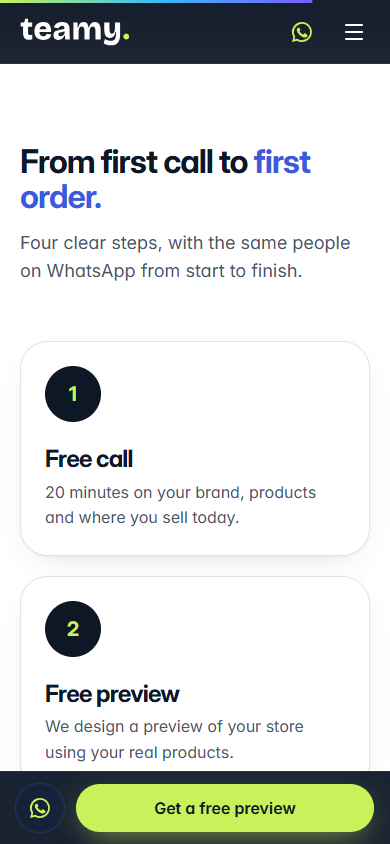 teamy.
From first call to first
order.
Four clear steps, with the same people
on WhatsApp from start to finish.
1
Free call
20 minutes on your brand, products
and where you sell today.
2
Free preview
We design a preview of your store
using your real products.
Get a free preview